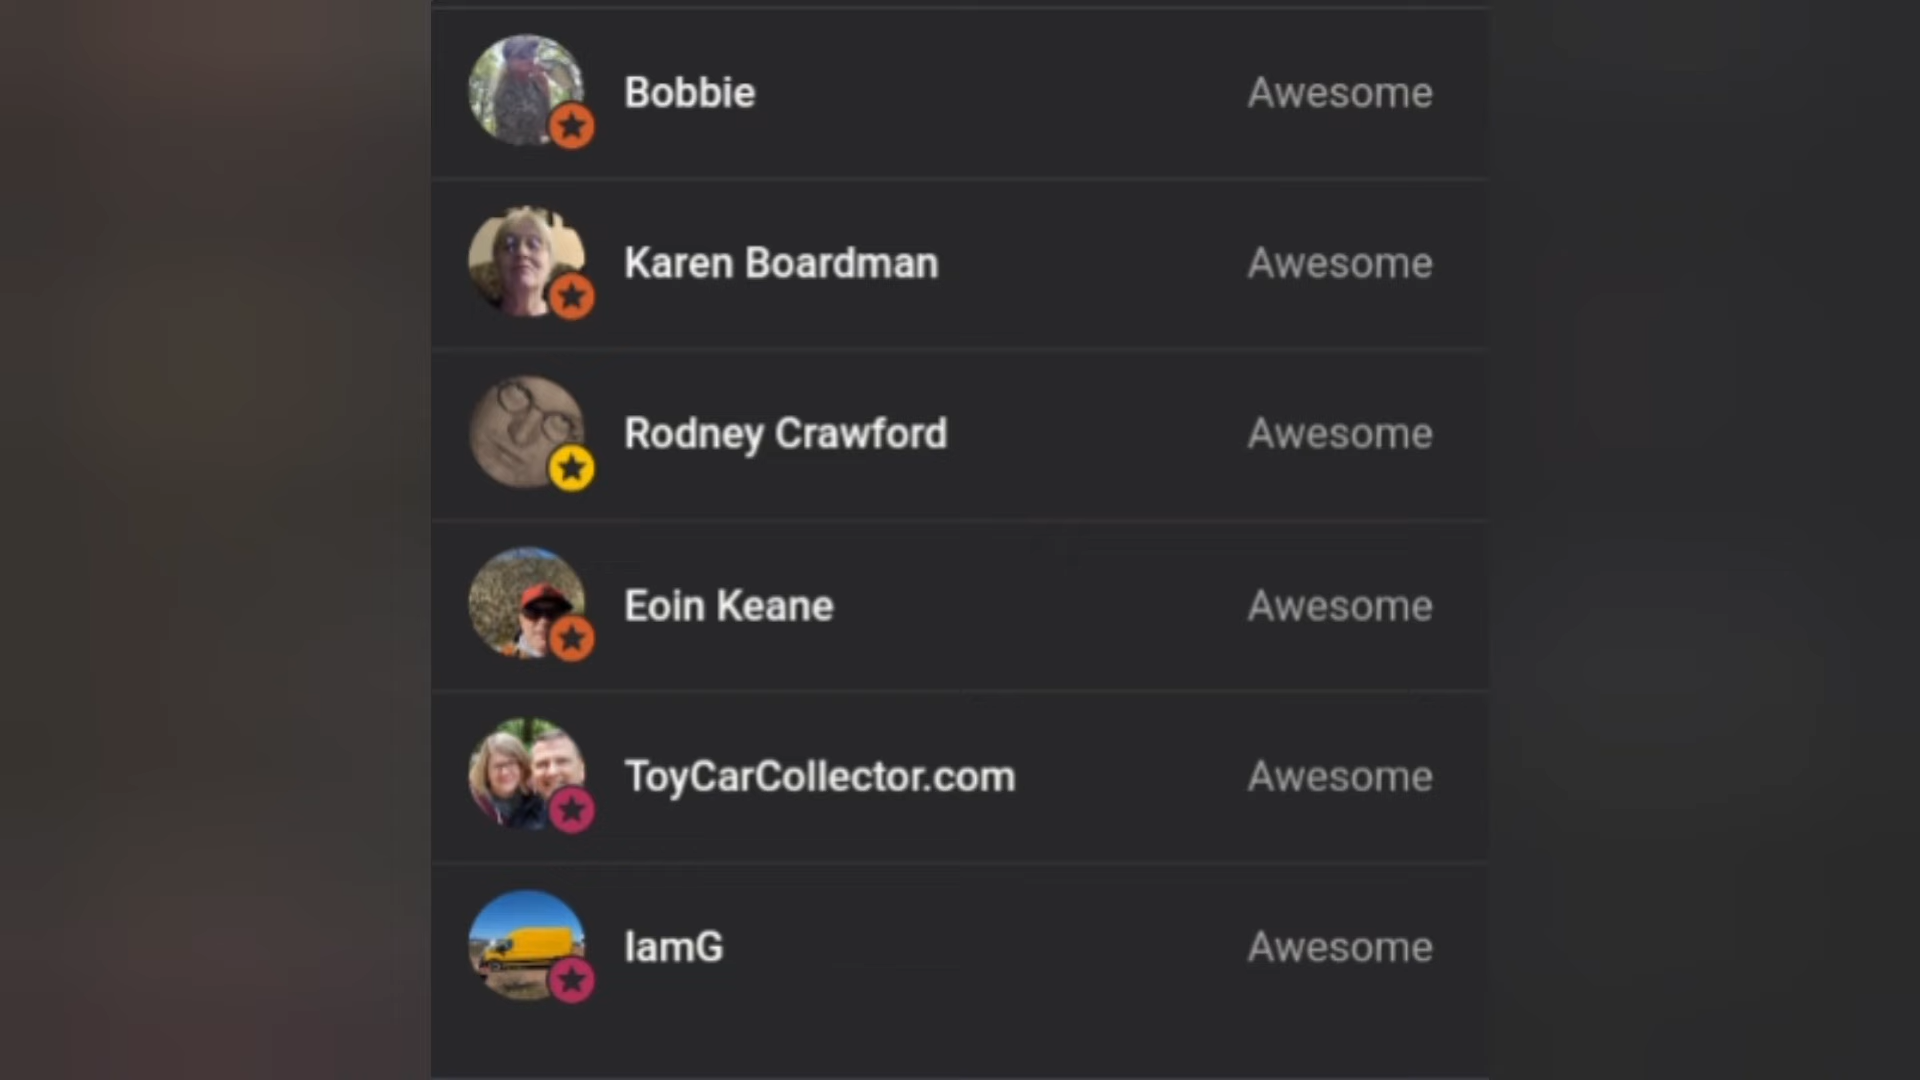 Bobbie Awesome
Karen Boardman Awesome
Rodney Crawford Awesome
Eoin Keane Awesome
ToyCarCollector.com Awesome
IamG Awesome